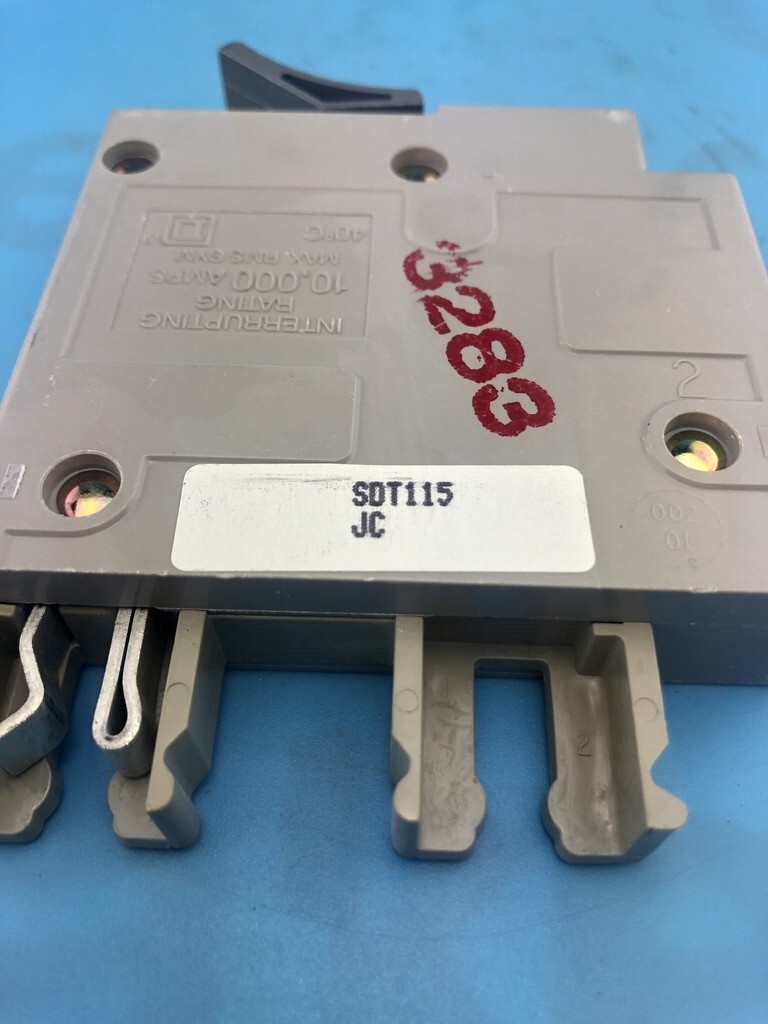 INTERRUPTING
RATING
10,000 AMPS
MAX. RMS SYM
40°C
3283
2
SDT115
JC
2